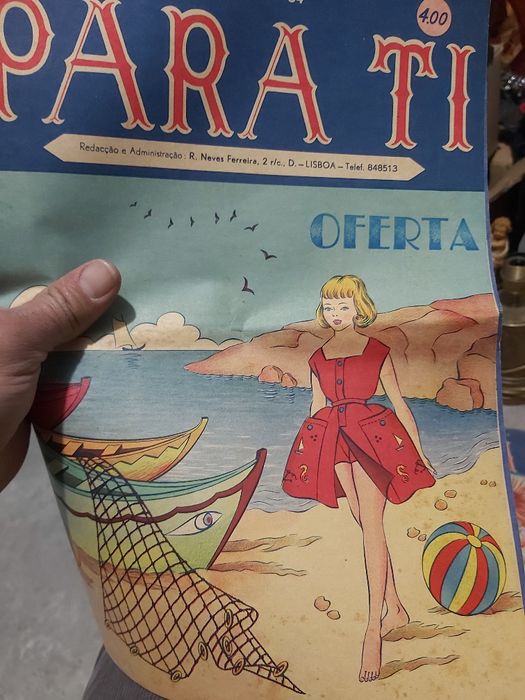 4.00
PARA TI
Redacção e Administração: R. Neves Ferreira, 2 r/c., D. – LISBOA – Telef. 848513
OFERTA